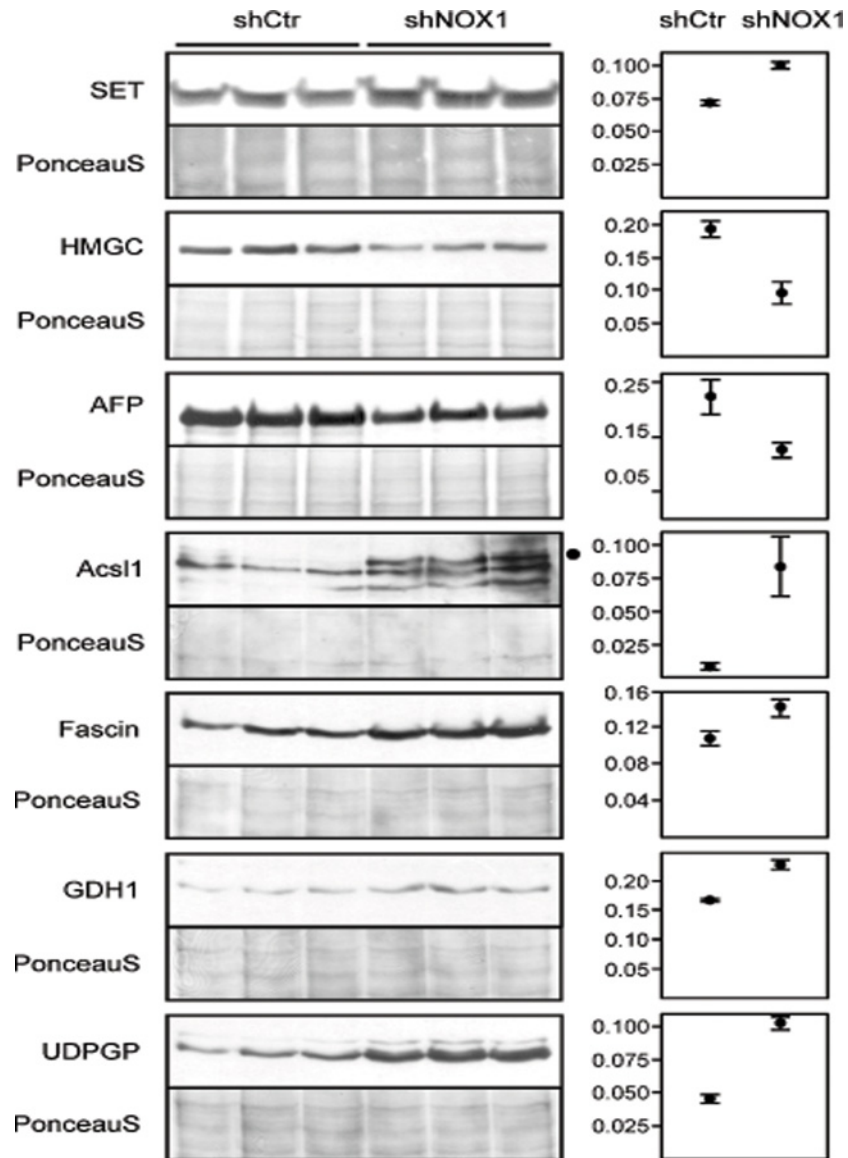 shCtr shNOX1 shCtr shNOX1
SET
PonceauS
0.100
0.075
0.050
0.025
HMGC
PonceauS
0.20
0.15
0.10
0.05
AFP
PonceauS
0.25
0.15
0.05
Acsl1
PonceauS
0.100
0.075
0.050
0.025
Fascin
PonceauS
0.16
0.12
0.08
0.04
GDH1
PonceauS
0.20
0.15
0.10
0.05
UDPGP
PonceauS
0.100
0.075
0.050
0.025